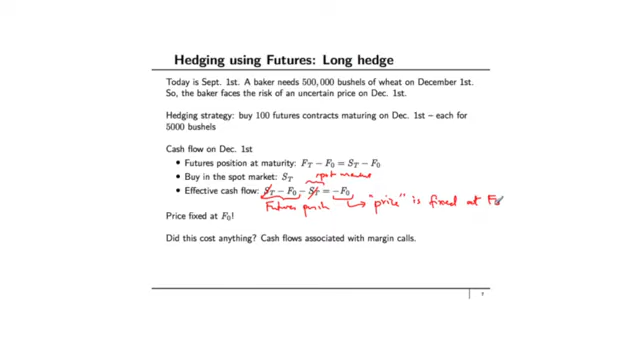 Hedging using Futures: Long hedge
Today is Sept. 1st. A baker needs 500,000 bushels of wheat on December 1st.
So, the baker faces the risk of an uncertain price on Dec. 1st.
Hedging strategy: buy 100 futures contracts maturing on Dec. 1st – each for
5000 bushels
Cash flow on Dec. 1st
• Futures position at maturity: F_T − F_0 = S_T − F_0
• Buy in the spot market: S_T
spot market
• Effective cash flow: S_T − F_0 − S_T = −F_0
Futures position
"price" is fixed at F_0
Price fixed at F_0!
Did this cost anything? Cash flows associated with margin calls.
7